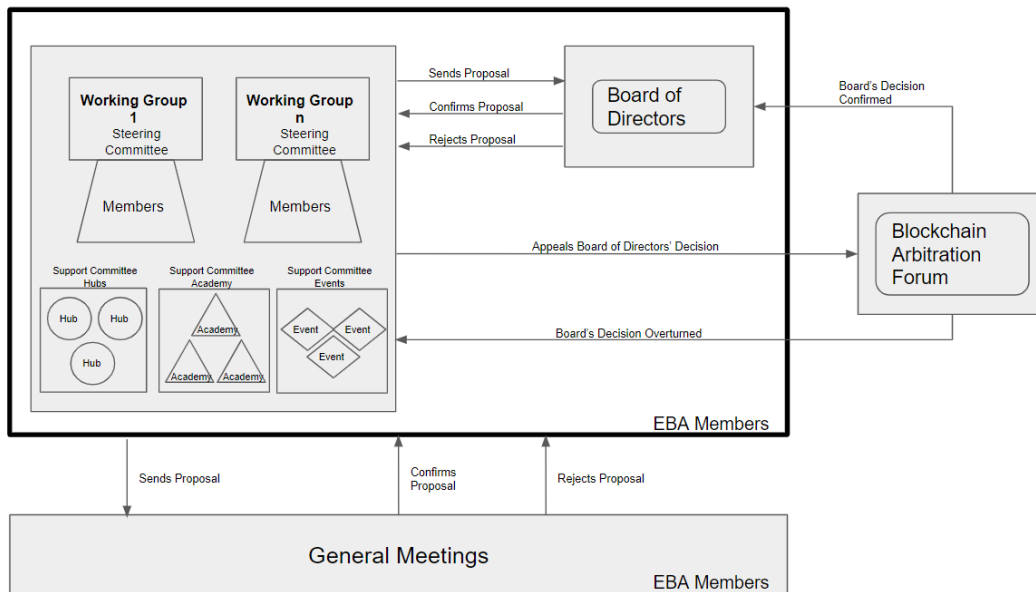 Working Group
1
Steering
Committee
Members
Working Group
n
Steering
Committee
Members
Support Committee
Hubs
Hub
Hub
Hub
Support Committee
Academy
Academy
Academy
Academy
Support Committee
Events
Event
Event
Event
Sends Proposal
Confirms Proposal
Rejects Proposal
Board of
Directors
Board's Decision
Confirmed
Appeals Board of Directors' Decision
Blockchain
Arbitration
Forum
Board's Decision Overturned
EBA Members
Sends Proposal
Confirms
Proposal
Rejects Proposal
General Meetings
EBA Members